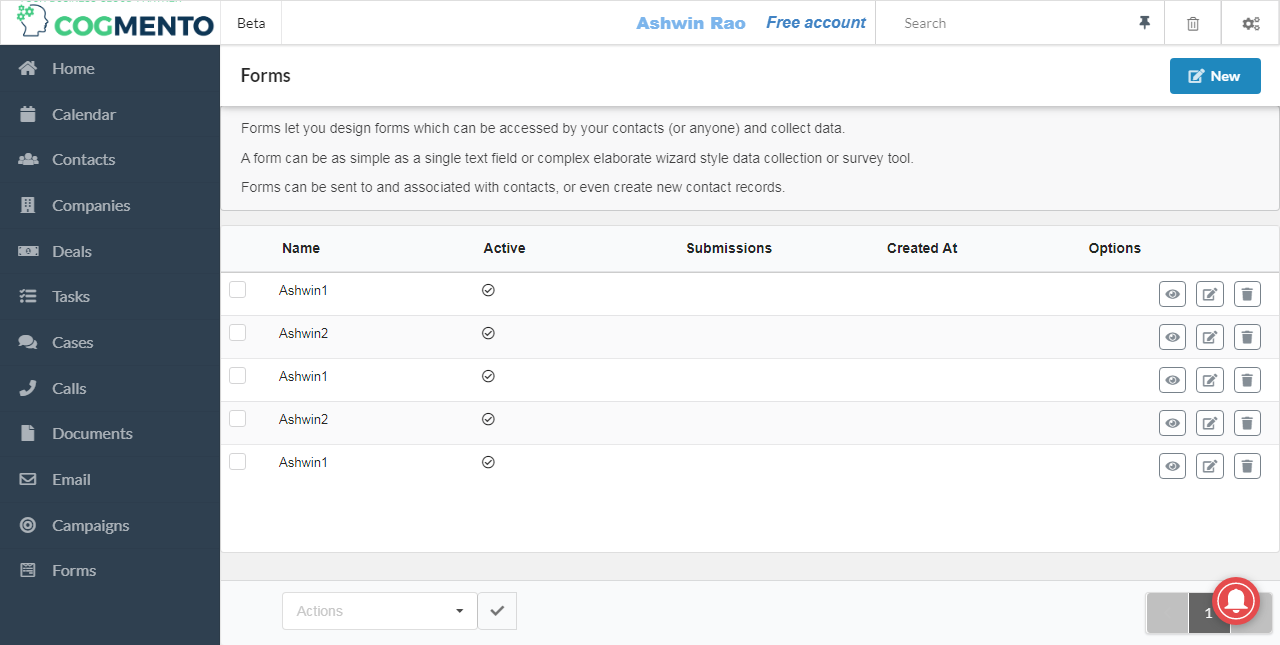 COGMENTO
Beta
Ashwin Rao
Free account
Search
Home
Calendar
Contacts
Companies
Deals
Tasks
Cases
Calls
Documents
Email
Campaigns
Forms
Forms
New
Forms let you design forms which can be accessed by your contacts (or anyone) and collect data.
A form can be as simple as a single text field or complex elaborate wizard style data collection or survey tool.
Forms can be sent to and associated with contacts, or even create new contact records.
Name Active Submissions Created At Options
Ashwin1
Ashwin2
Ashwin1
Ashwin2
Ashwin1
Actions
1